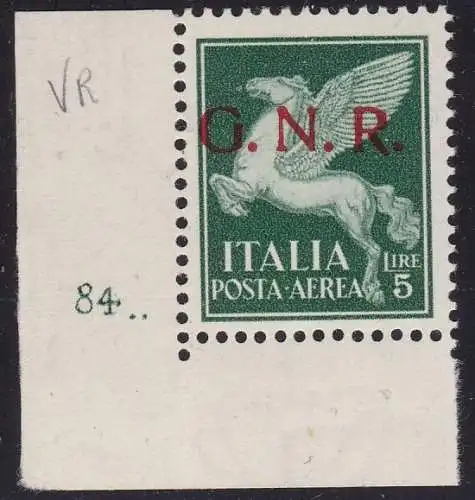 VR
G. N. R.
ITALIA
LIRE
POSTA·AEREA 5
84..